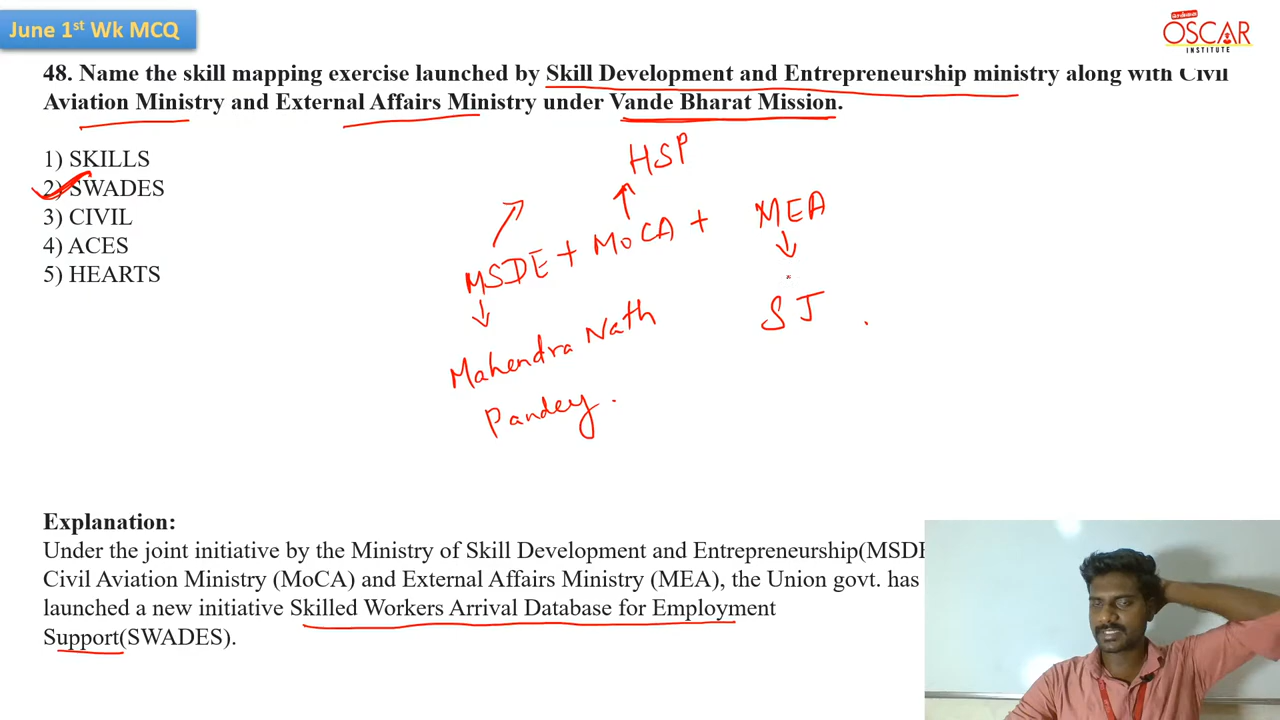 June 1st Wk MCQ
சென்னை
OSCAR
INSTITUTE
48. Name the skill mapping exercise launched by Skill Development and Entrepreneurship ministry along with Civil
Aviation Ministry and External Affairs Ministry under Vande Bharat Mission.
1) SKILLS
2) SWADES
3) CIVIL
4) ACES
5) HEARTS
HSP
MSDE + MoCA + MEA
SJ
Mahendra Nath
Pandey.
Explanation:
Under the joint initiative by the Ministry of Skill Development and Entrepreneurship(MSDE
Civil Aviation Ministry (MoCA) and External Affairs Ministry (MEA), the Union govt. has
launched a new initiative Skilled Workers Arrival Database for Employment
Support(SWADES).